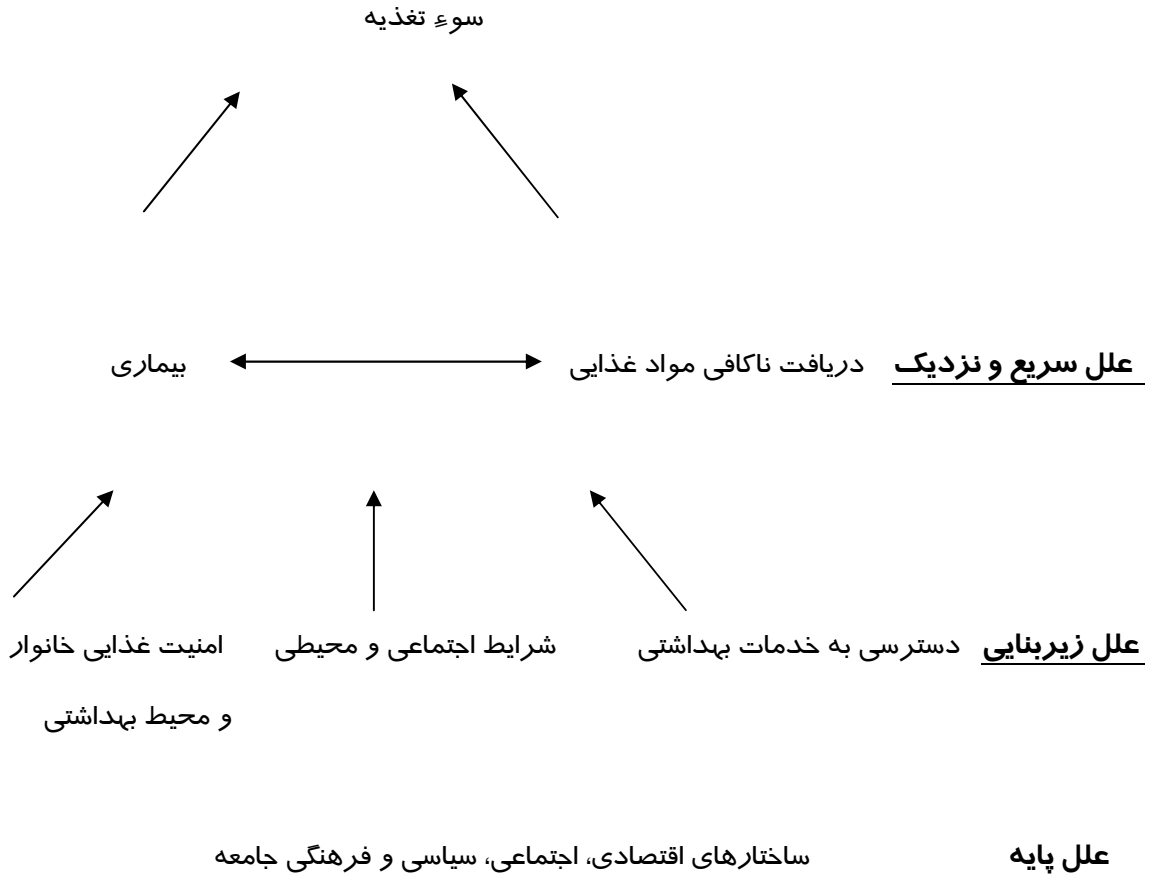 سوءِ تغذیه
علل سریع و نزدیک دریافت ناکافی مواد غذایی بیماری
علل زیربنایی دسترسی به خدمات بهداشتی شرایط اجتماعی و محیطی امنیت غذایی خانوار
و محیط بهداشتی
علل پایه ساختارهای اقتصادی، اجتماعی، سیاسی و فرهنگی جامعه